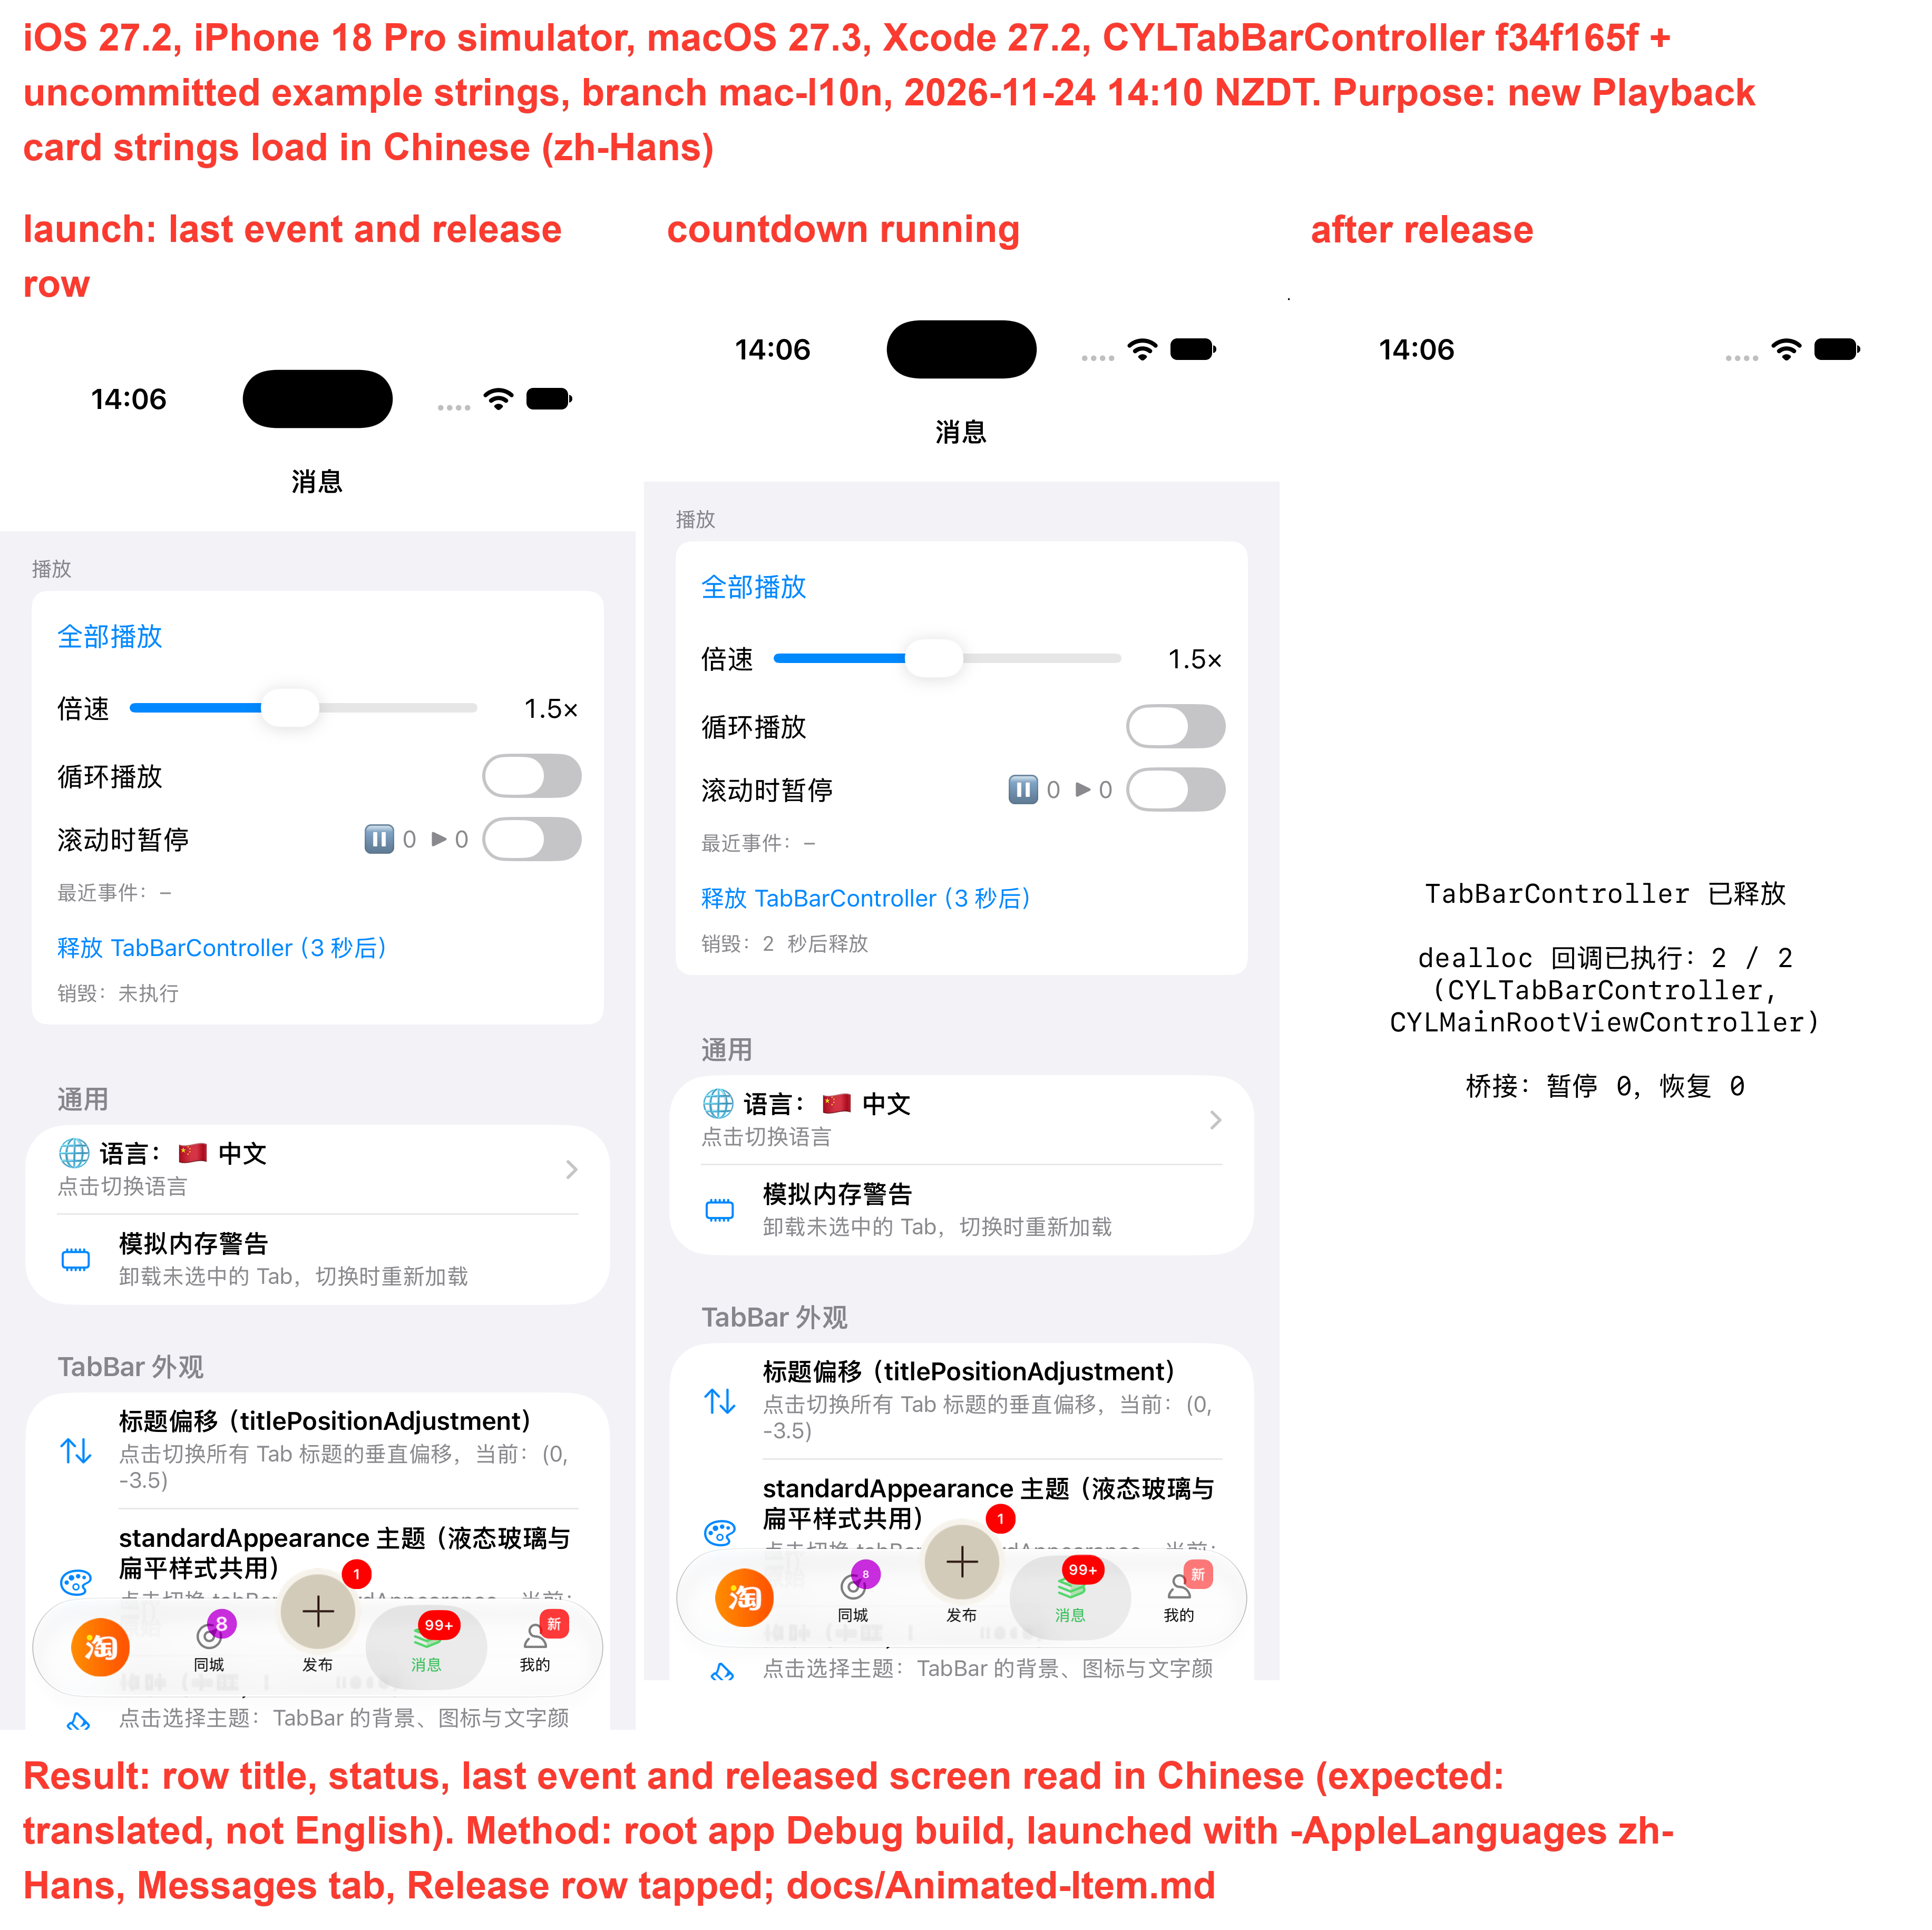 iOS 27.2, iPhone 18 Pro simulator, macOS 27.3, Xcode 27.2, CYLTabBarController f34f165f +
uncommitted example strings, branch mac-l10n, 2026-11-24 14:10 NZDT. Purpose: new Playback
card strings load in Chinese (zh-Hans)
launch: last event and release
row
14:06
消息
播放
全部播放
倍速 1.5×
循环播放
滚动时暂停 ⏸ 0 ▶ 0
最近事件：–
释放 TabBarController（3 秒后）
销毁：未执行
通用
🌐 语言：🇨🇳 中文
点击切换语言
模拟内存警告
卸载未选中的 Tab，切换时重新加载
TabBar 外观
标题偏移（titlePositionAdjustment）
点击切换所有 Tab 标题的垂直偏移，当前：(0,
-3.5)
standardAppearance 主题（液态玻璃与
扁平样式共用）
1
淘
8
同城
发布
99+
消息
新
我的
点击选择主题：TabBar 的背景、图标与文字颜
countdown running
14:06
消息
播放
全部播放
倍速 1.5×
循环播放
滚动时暂停 ⏸ 0 ▶ 0
最近事件：–
释放 TabBarController（3 秒后）
销毁：2 秒后释放
通用
🌐 语言：🇨🇳 中文
点击切换语言
模拟内存警告
卸载未选中的 Tab，切换时重新加载
TabBar 外观
标题偏移（titlePositionAdjustment）
点击切换所有 Tab 标题的垂直偏移，当前：(0,
-3.5)
standardAppearance 主题（液态玻璃与
扁平样式共用）
1
淘
8
同城
发布
99+
消息
新
我的
点击选择主题：TabBar 的背景、图标与文字颜
after release
14:06
TabBarController 已释放
dealloc 回调已执行：2 / 2
(CYLTabBarController,
CYLMainRootViewController)
桥接：暂停 0，恢复 0
Result: row title, status, last event and released screen read in Chinese (expected:
translated, not English). Method: root app Debug build, launched with -AppleLanguages zh-
Hans, Messages tab, Release row tapped; docs/Animated-Item.md